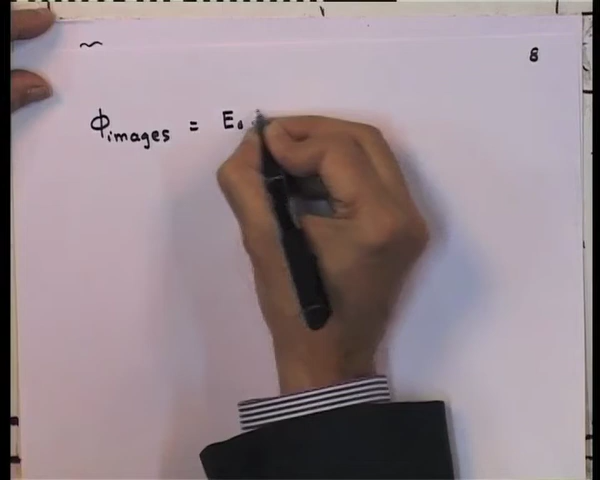 8
Φimages = E₀